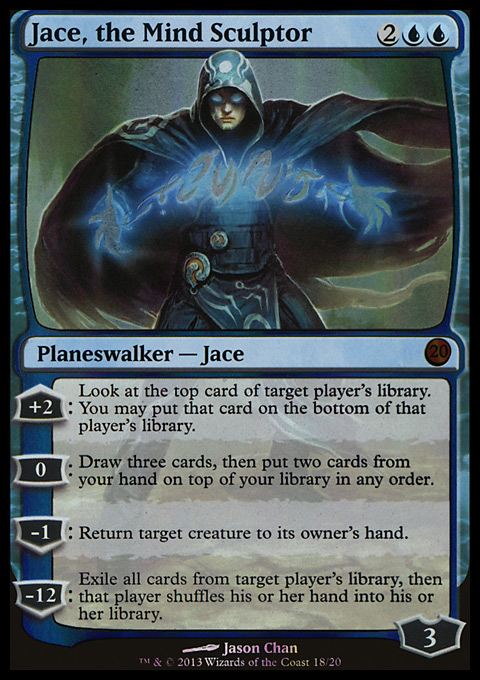 Jace, the Mind Sculptor 2
Planeswalker — Jace 20
Look at the top card of target player's library.
+2 : You may put that card on the bottom of that
player's library.
0 : Draw three cards, then put two cards from
your hand on top of your library in any order.
-1 : Return target creature to its owner's hand.
Exile all cards from target player's library, then
-12 : that player shuffles his or her hand into his or
her library.
Jason Chan
3
™ & © 2013 Wizards of the Coast 18/20